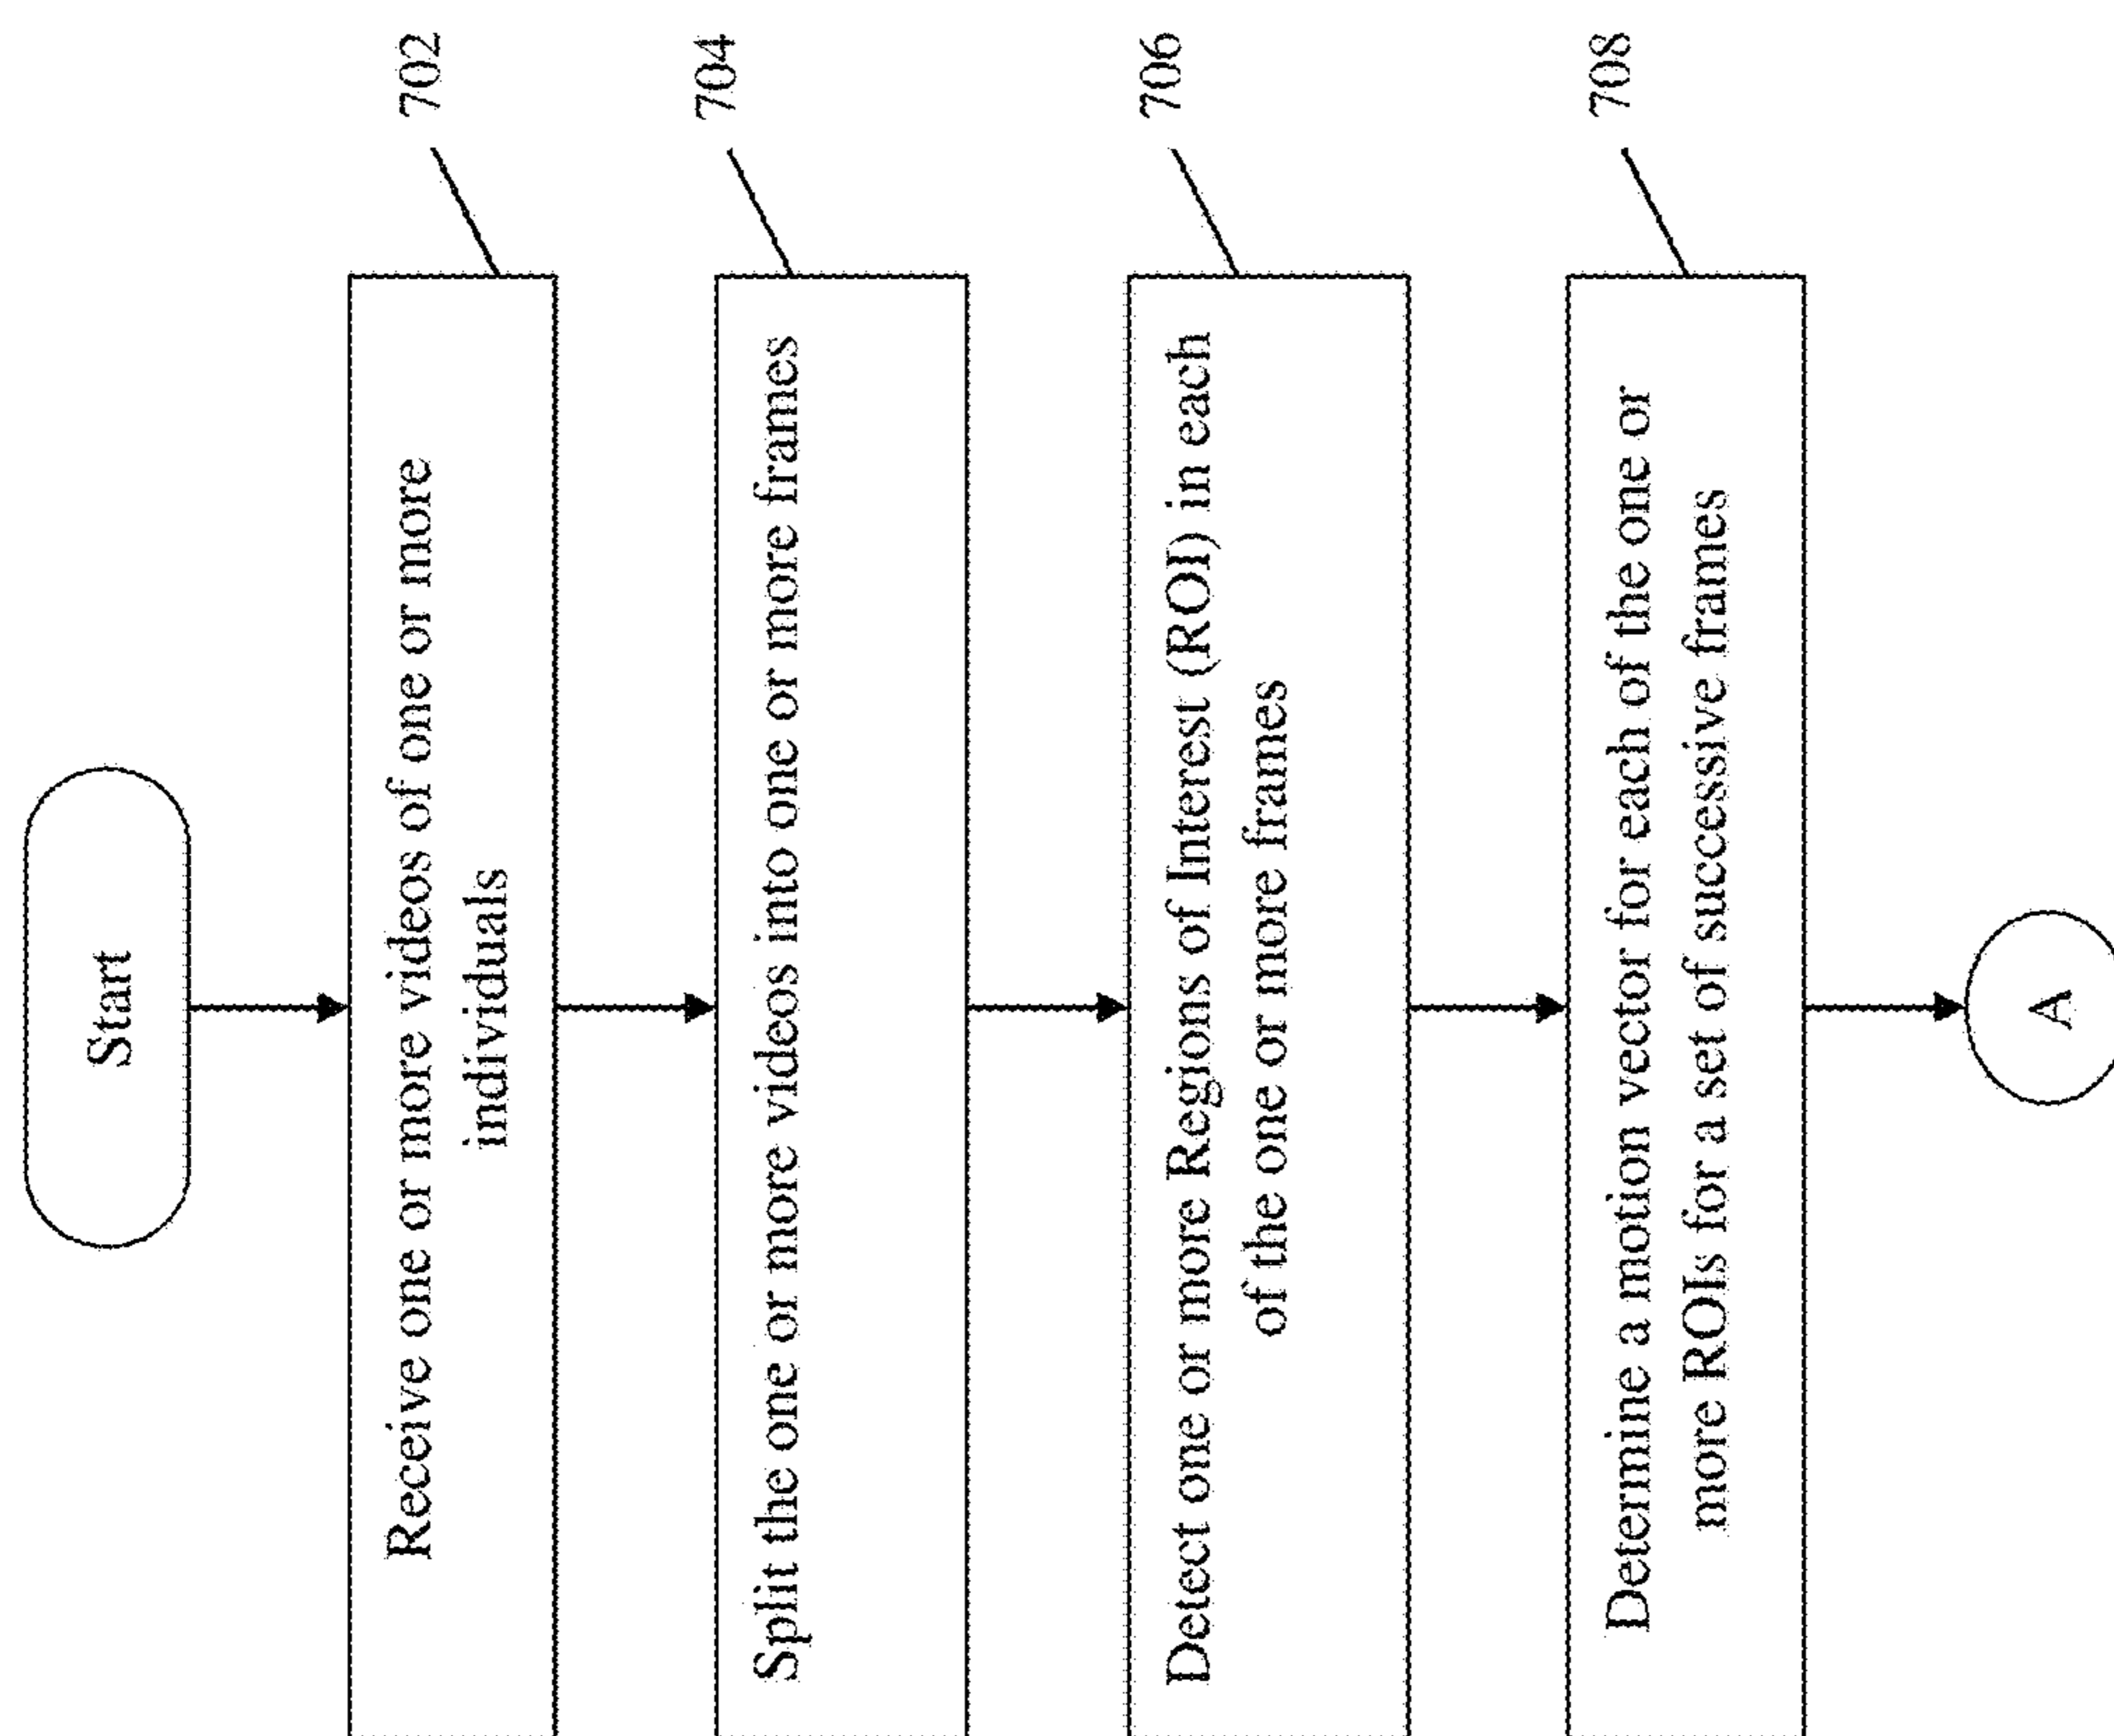 Start
Receive one or more videos of one or more
individuals
702
Split the one or more videos into one or more frames
704
Detect one or more Regions of Interest (ROI) in each
of the one or more frames
706
Determine a motion vector for each of the one or
more ROIs for a set of successive frames
708
A